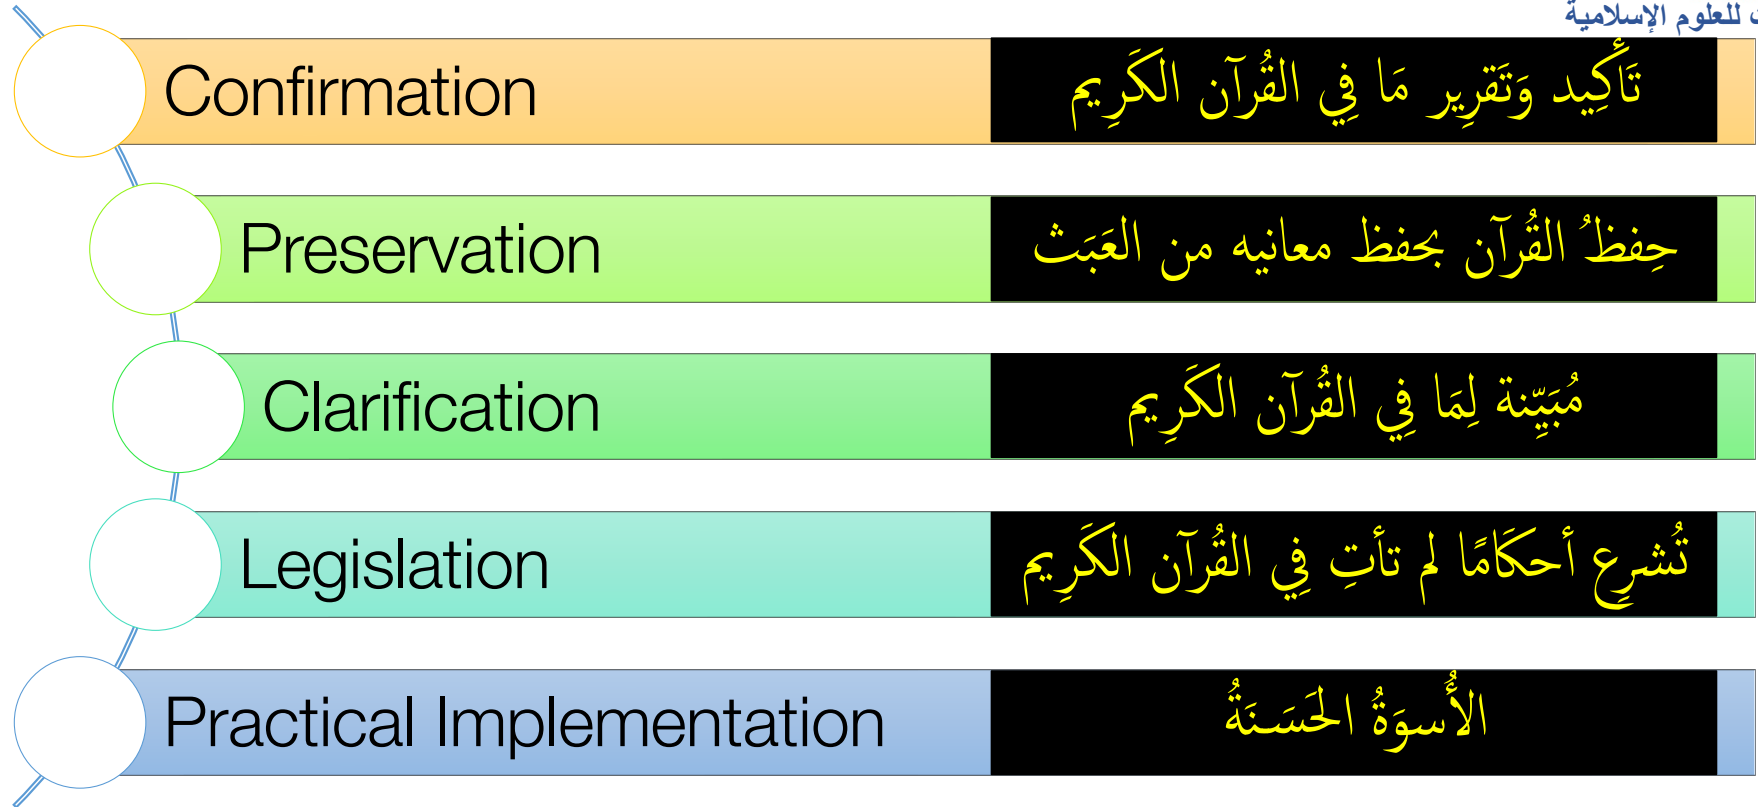 للعلوم الإسلامية
Confirmation
تَأَكِيد وَتَقرِير مَا فِي القُرآن الكَرِيم
Preservation
حِفظُ القُرآن بحفظ معانيه من العَبَث
Clarification
مُبَيِّنة لِمَا فِي القُرآن الكَرِيم
Legislation
تُشرِع أحكَامًا لم تأتِ فِي القُرآن الكَرِيم
Practical Implementation
الأُسوَةُ الحَسَنَةُ